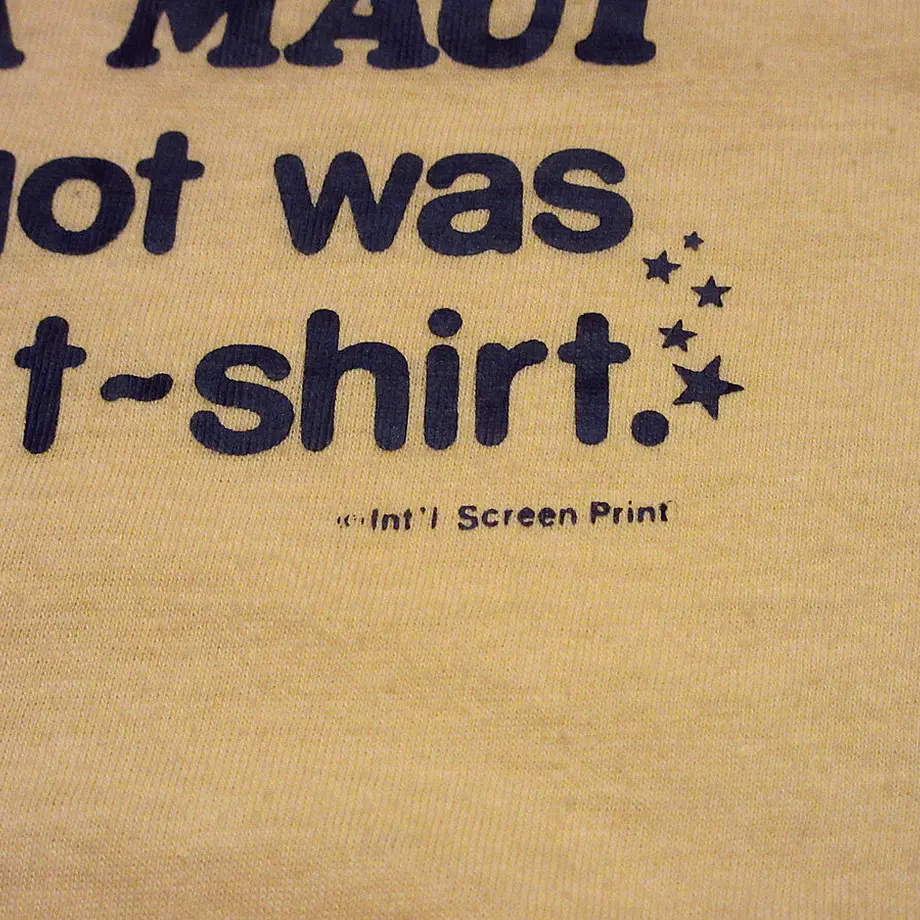 MAUI
got was
t-shirt.
Int'l Screen Print